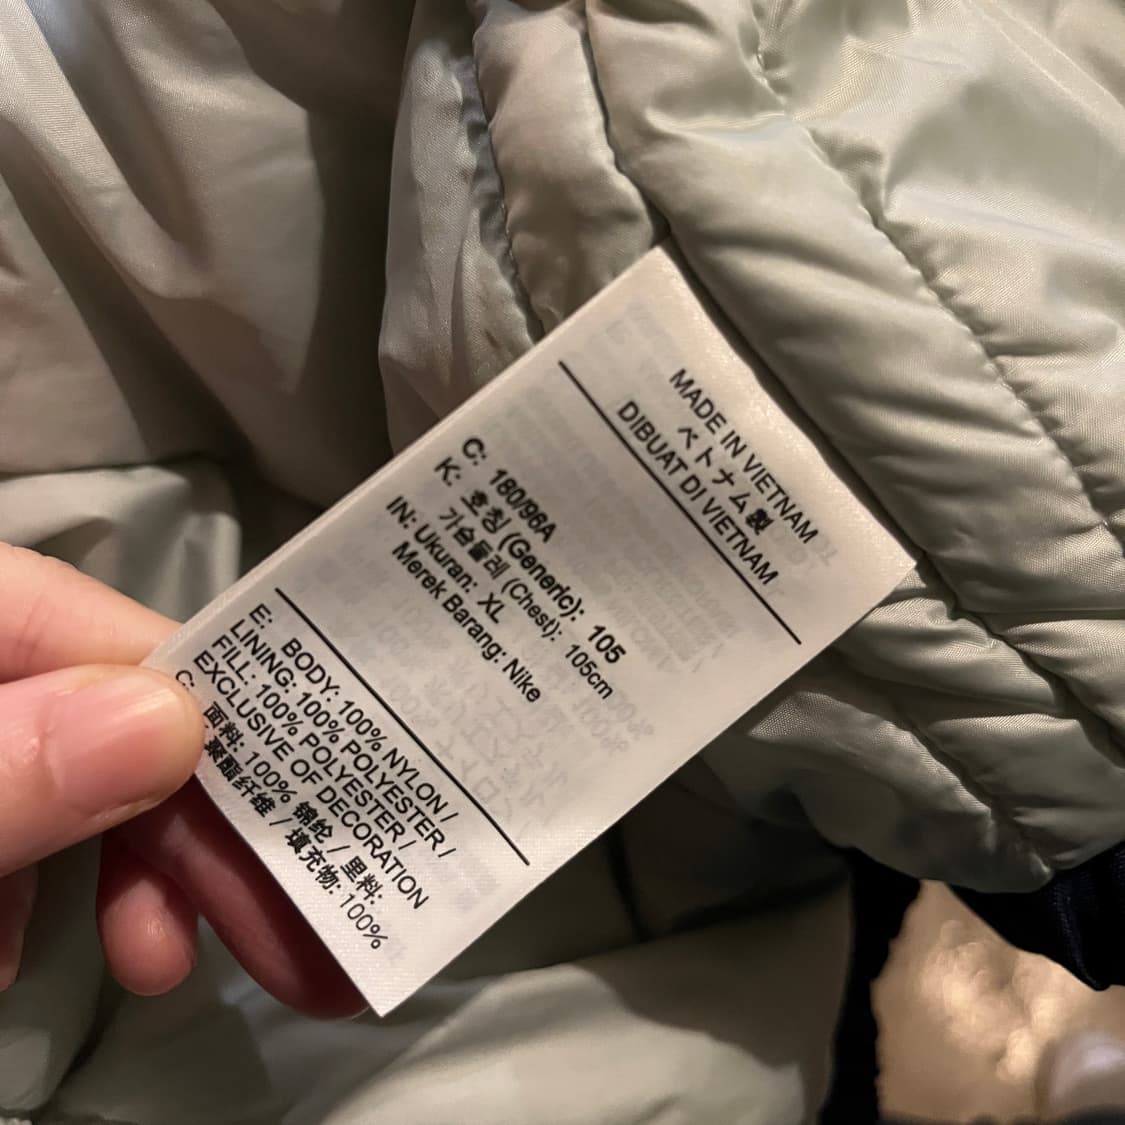 MADE IN VIETNAM
ベトナム製
DIBUAT DI VIETNAM
C: 180/96A
K: 호칭 (Generic): 105
가슴둘레 (Chest): 105cm
IN: Ukuran: XL
Merek Barang: Nike
E: BODY: 100% NYLON /
LINING: 100% POLYESTER /
FILL: 100% POLYESTER /
EXCLUSIVE OF DECORATION
C: 面料: 100% 锦纶 / 里料:
聚酯纤维 / 填充物: 100%